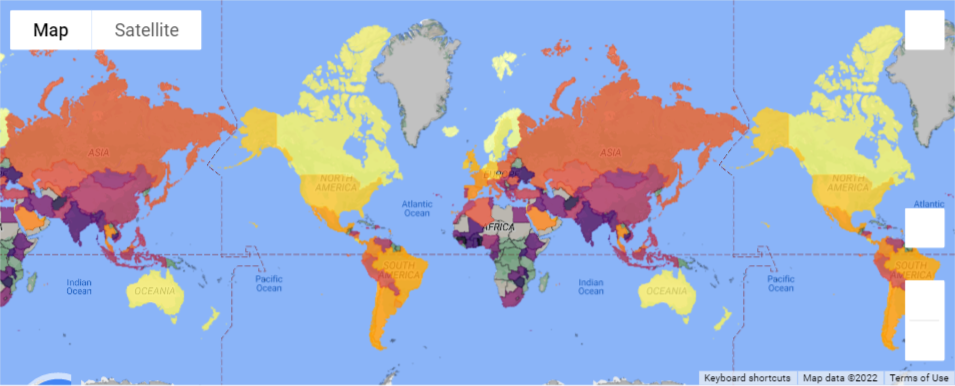 Map
Satellite
ASIA
ASIA
NORTH
AMERICA
NORTH
AMERICA
Atlantic
Ocean
Atlantic
Ocean
AFRICA
SOUTH
AMERICA
SOUTH
AMERICA
Indian
Ocean
OCEANIA
Pacific
Ocean
Indian
Ocean
OCEANIA
Pacific
Ocean
Keyboard shortcuts
Map data ©2022
Terms of Use